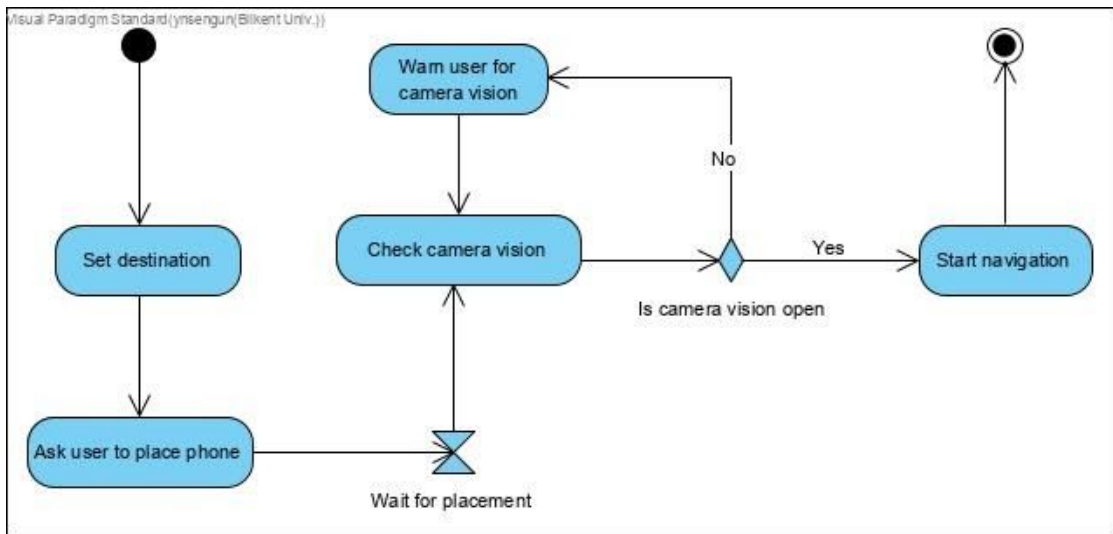 Visual Paradigm Standard(ynsengun(Bilkent Univ.))
Warn user for
camera vision
No
Set destination
Check camera vision
Yes
Start navigation
Is camera vision open
Ask user to place phone
Wait for placement